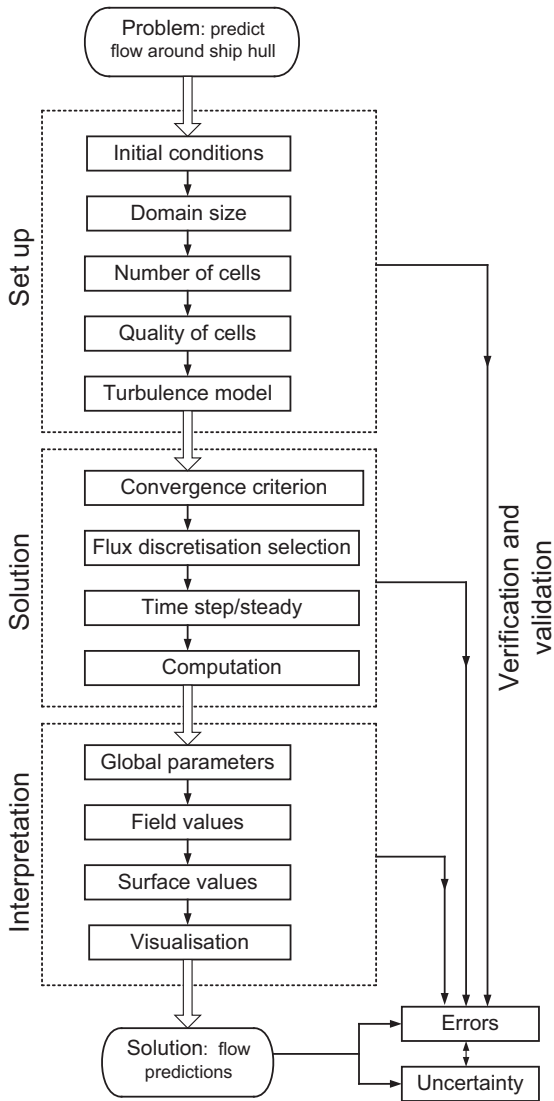 Problem: predict
flow around ship hull
Set up
Initial conditions
Domain size
Number of cells
Quality of cells
Turbulence model
Solution
Convergence criterion
Flux discretisation selection
Time step/steady
Computation
Interpretation
Global parameters
Field values
Surface values
Visualisation
Verification and
validation
Solution: flow
predictions
Errors
Uncertainty